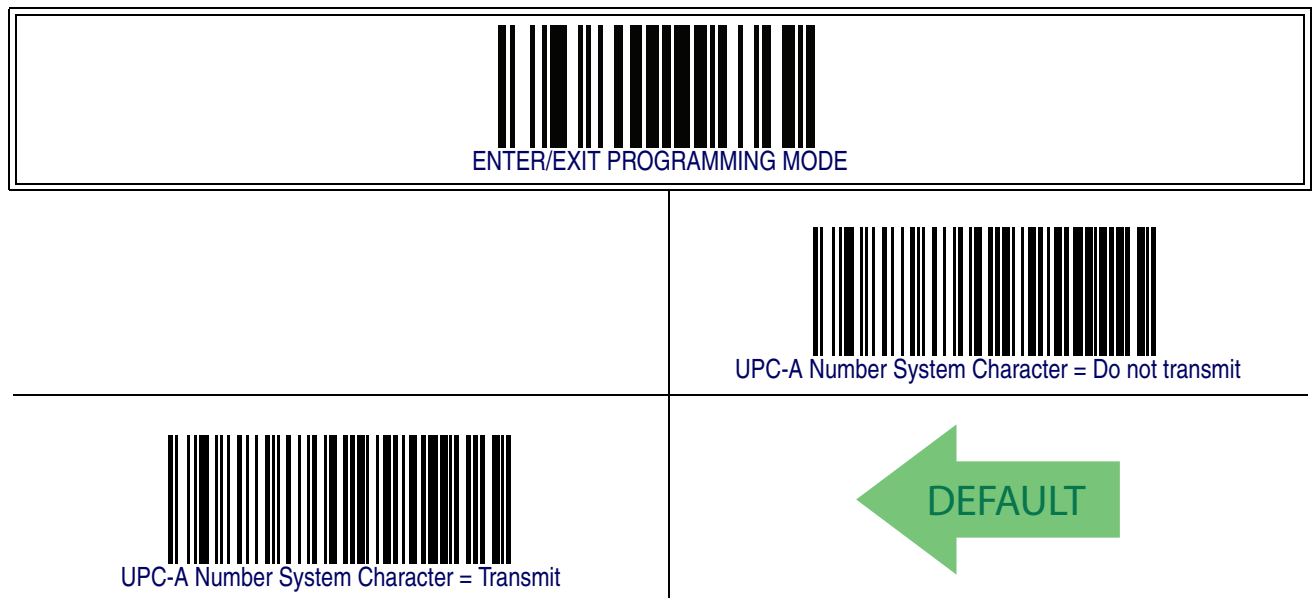 ENTER/EXIT PROGRAMMING MODE
UPC-A Number System Character = Do not transmit
UPC-A Number System Character = Transmit
DEFAULT